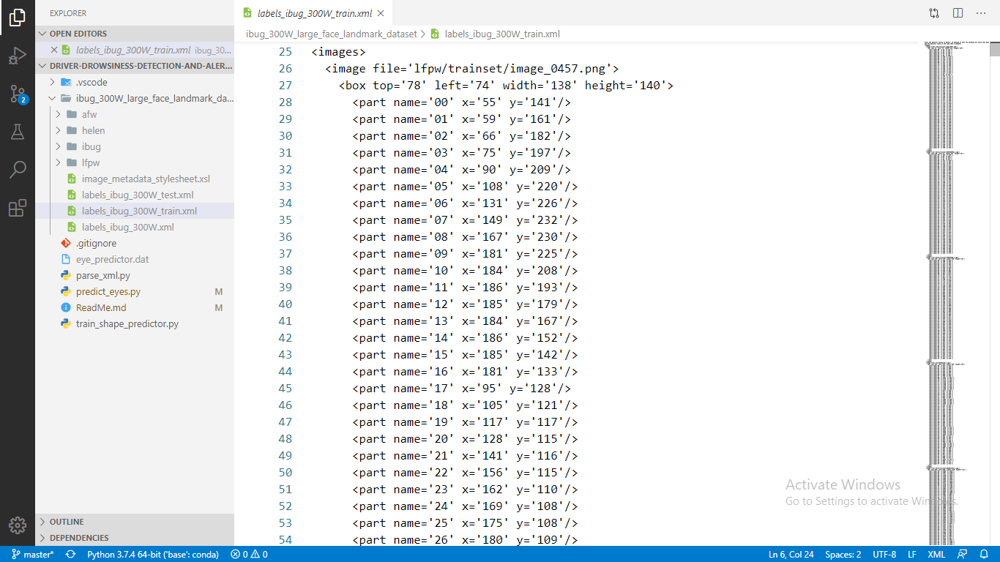 EXPLORER
OPEN EDITORS
labels_ibug_300W_train.xml ibug_30...
DRIVER-DROWSINESS-DETECTION-AND-ALER...
.vscode
ibug_300W_large_face_landmark_da...
afw
helen
ibug
lfpw
image_metadata_stylesheet.xsl
labels_ibug_300W_test.xml
labels_ibug_300W_train.xml
labels_ibug_300W.xml
.gitignore
eye_predictor.dat
parse_xml.py
predict_eyes.py M
ReadMe.md M
train_shape_predictor.py
OUTLINE
DEPENDENCIES
2
labels_ibug_300W_train.xml
ibug_300W_large_face_landmark_dataset > labels_ibug_300W_train.xml
25 <images>
26 <image file='lfpw/trainset/image_0457.png'>
27 <box top='78' left='74' width='138' height='140'>
28 <part name='00' x='55' y='141'/>
29 <part name='01' x='59' y='161'/>
30 <part name='02' x='66' y='182'/>
31 <part name='03' x='75' y='197'/>
32 <part name='04' x='90' y='209'/>
33 <part name='05' x='108' y='220'/>
34 <part name='06' x='131' y='226'/>
35 <part name='07' x='149' y='232'/>
36 <part name='08' x='167' y='230'/>
37 <part name='09' x='181' y='225'/>
38 <part name='10' x='184' y='208'/>
39 <part name='11' x='186' y='193'/>
40 <part name='12' x='185' y='179'/>
41 <part name='13' x='184' y='167'/>
42 <part name='14' x='186' y='152'/>
43 <part name='15' x='185' y='142'/>
44 <part name='16' x='181' y='133'/>
45 <part name='17' x='95' y='128'/>
46 <part name='18' x='105' y='121'/>
47 <part name='19' x='117' y='117'/>
48 <part name='20' x='128' y='115'/>
49 <part name='21' x='141' y='116'/>
50 <part name='22' x='156' y='115'/>
51 <part name='23' x='162' y='110'/>
52 <part name='24' x='169' y='108'/>
53 <part name='25' x='175' y='108'/>
54 <part name='26' x='180' y='109'/>
Activate Windows
Go to Settings to activate Windows.
master* Python 3.7.4 64-bit ('base': conda) 0 0 Ln 6, Col 24 Spaces: 2 UTF-8 LF XML